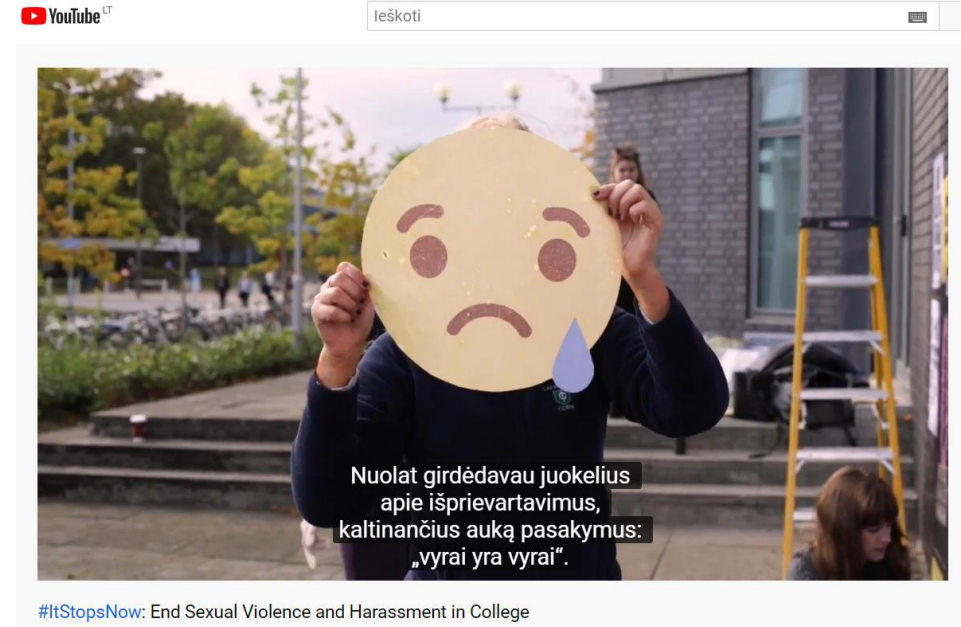 YouTube LT
Ieškoti
Nuolat girdėdavau juokelius
apie išprievartavimus,
kaltinančius auką pasakymus:
„vyrai yra vyrai“.
#ItStopsNow: End Sexual Violence and Harassment in College